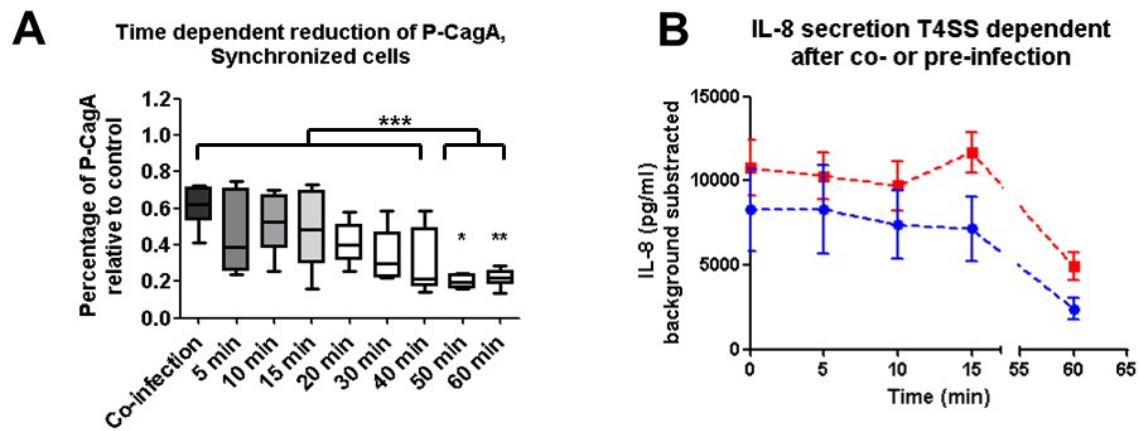 A
Time dependent reduction of P-CagA,
Synchronized cells
Percentage of P-CagA
relative to control
1.2
1.0
0.8
0.6
0.4
0.2
0.0
***
*
**
Co-infection
5 min
10 min
15 min
20 min
30 min
40 min
50 min
60 min
B
IL-8 secretion T4SS dependent
after co- or pre-infection
IL-8 (pg/ml)
background substracted
15000
10000
5000
0
0
5
10
15
55
60
65
Time (min)